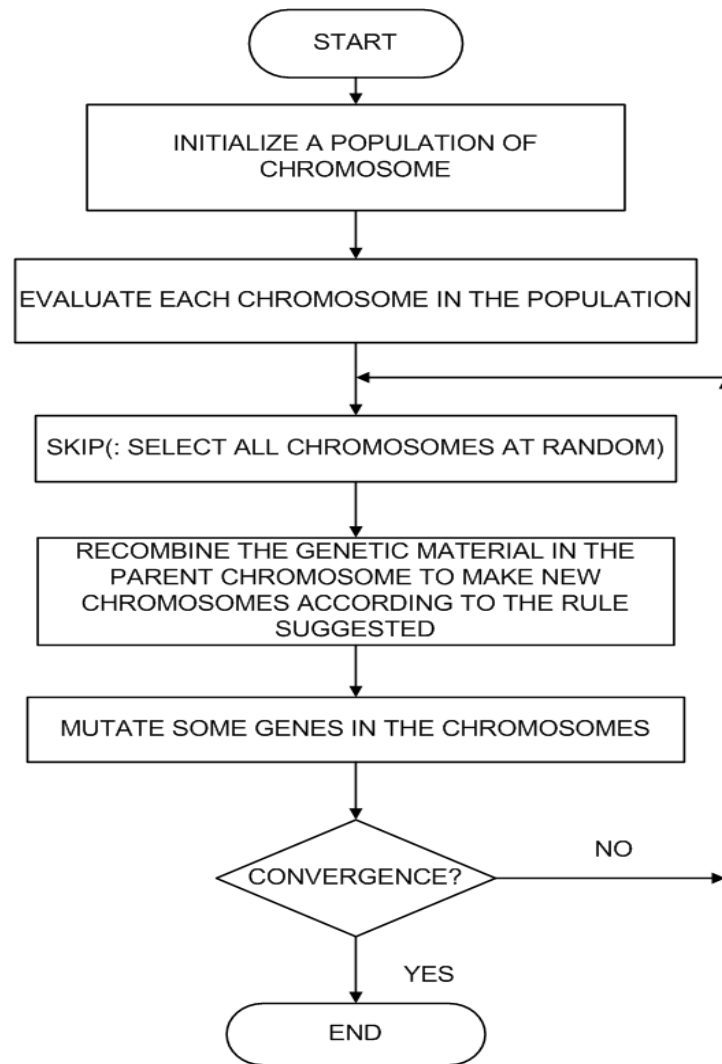 START
INITIALIZE A POPULATION OF
CHROMOSOME
EVALUATE EACH CHROMOSOME IN THE POPULATION
SKIP(: SELECT ALL CHROMOSOMES AT RANDOM)
RECOMBINE THE GENETIC MATERIAL IN THE
PARENT CHROMOSOME TO MAKE NEW
CHROMOSOMES ACCORDING TO THE RULE
SUGGESTED
MUTATE SOME GENES IN THE CHROMOSOMES
CONVERGENCE?
NO
YES
END